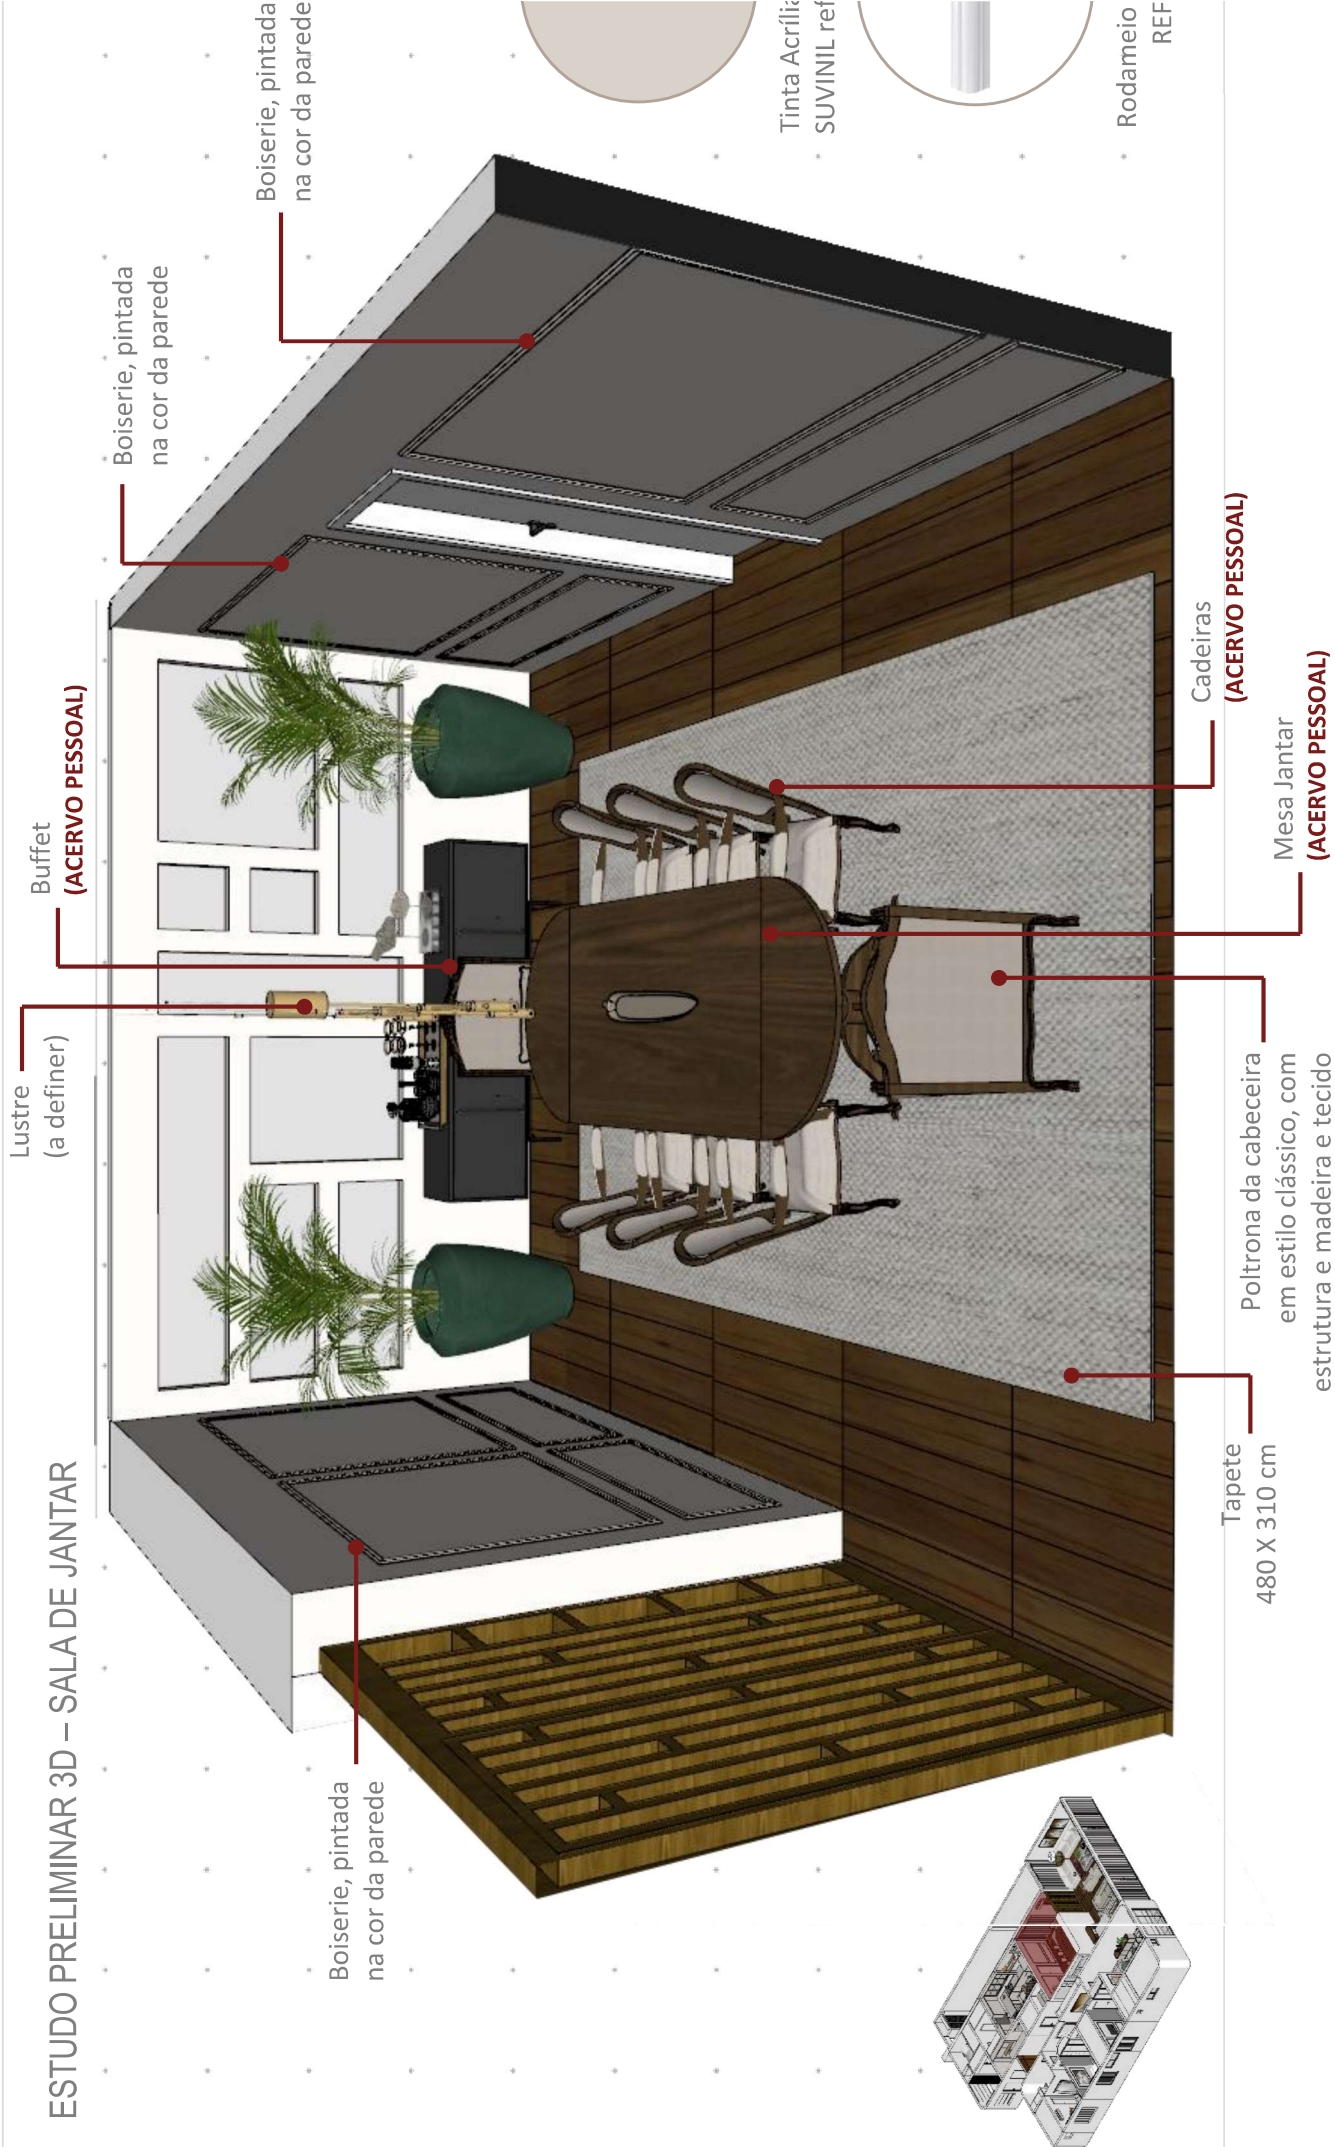 ESTUDO PRELIMINAR 3D – SALA DE JANTAR
Lustre
(a definer)
Buffet
(ACERVO PESSOAL)
Boiserie, pintada
na cor da parede
Boiserie, pintada
na cor da parede
Boiserie, pintada
na cor da parede
Tinta Acríli
SUVINIL ref
Rodameio
REF
Cadeiras
(ACERVO PESSOAL)
Mesa Jantar
(ACERVO PESSOAL)
Poltrona da cabeceira
em estilo clássico, com
estrutura e madeira e tecido
Tapete
480 X 310 cm